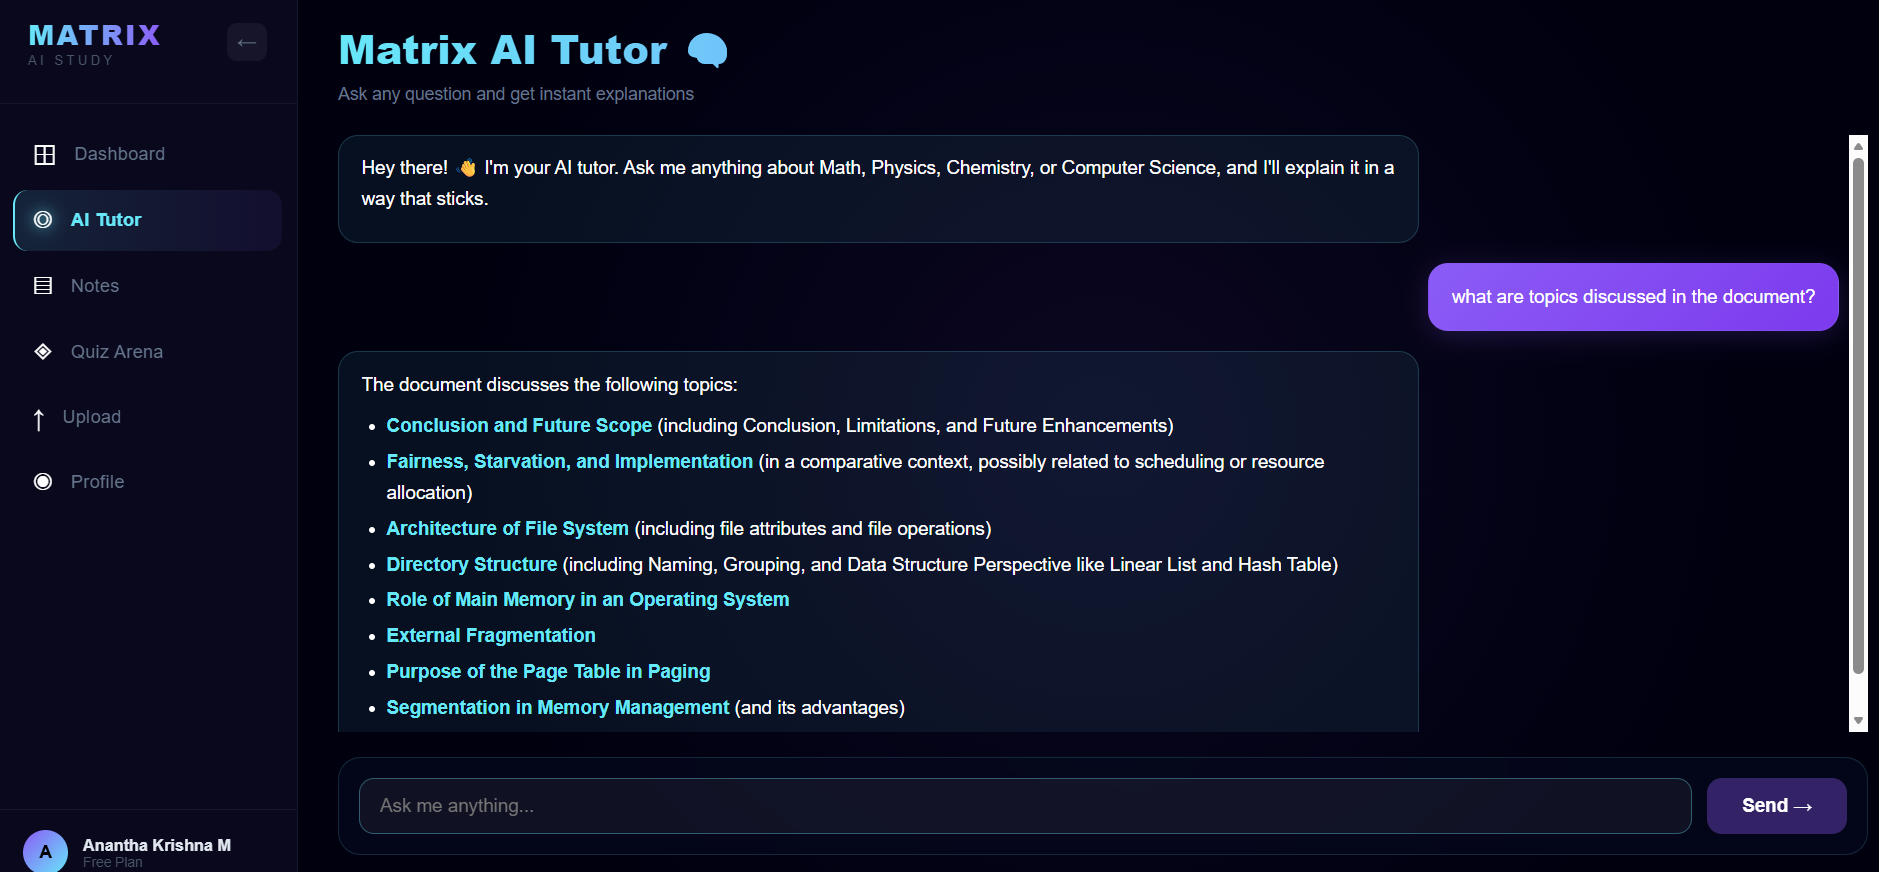 MATRIX
AI STUDY
←
Dashboard
AI Tutor
Notes
Quiz Arena
↑ Upload
Profile
Anantha Krishna M
A
Free Plan
Matrix AI Tutor
Ask any question and get instant explanations
Hey there! 👋 I'm your AI tutor. Ask me anything about Math, Physics, Chemistry, or Computer Science, and I'll explain it in a
way that sticks.
what are topics discussed in the document?
The document discusses the following topics:
• Conclusion and Future Scope (including Conclusion, Limitations, and Future Enhancements)
• Fairness, Starvation, and Implementation (in a comparative context, possibly related to scheduling or resource
allocation)
• Architecture of File System (including file attributes and file operations)
• Directory Structure (including Naming, Grouping, and Data Structure Perspective like Linear List and Hash Table)
• Role of Main Memory in an Operating System
• External Fragmentation
• Purpose of the Page Table in Paging
• Segmentation in Memory Management (and its advantages)
Ask me anything...
Send →